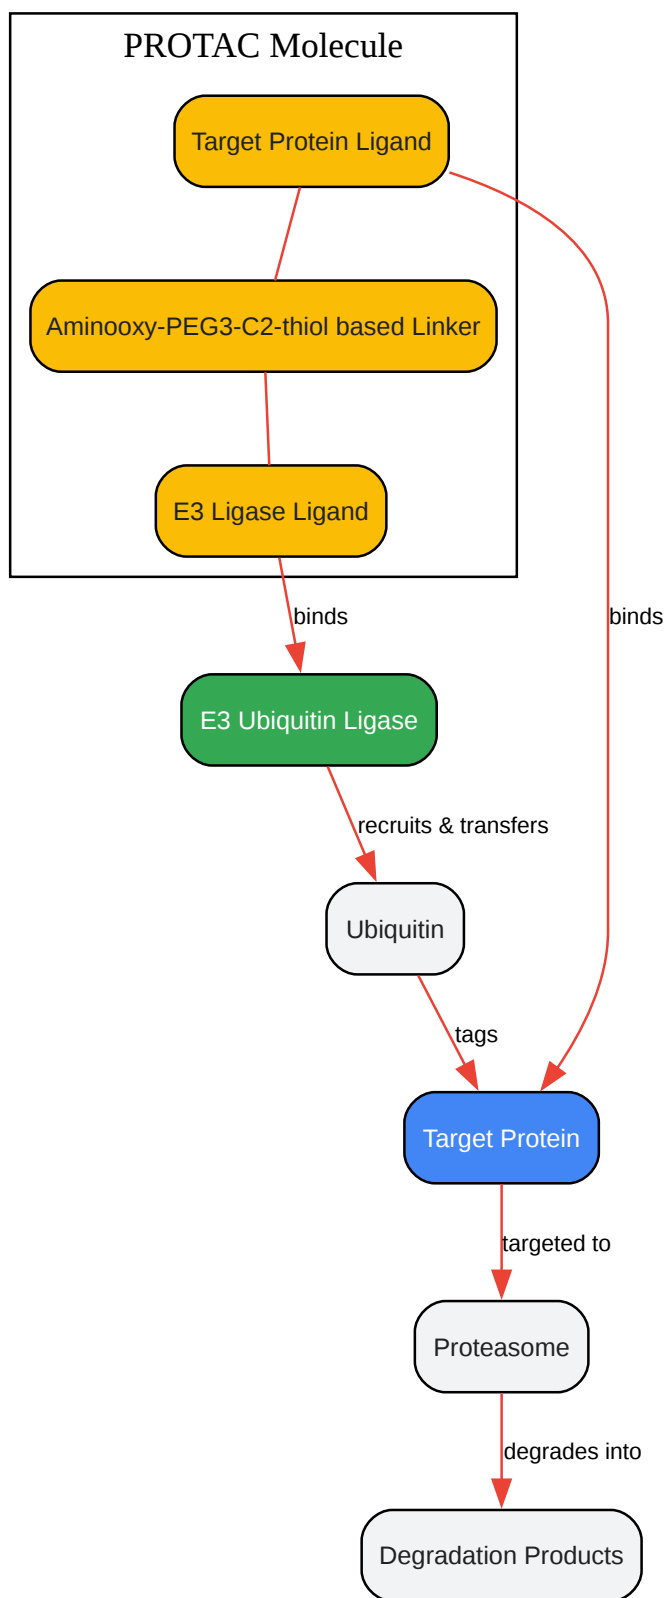 PROTAC Molecule
Target Protein Ligand
Aminooxy-PEG3-C2-thiol based Linker
E3 Ligase Ligand
binds
binds
E3 Ubiquitin Ligase
recruits & transfers
Ubiquitin
tags
Target Protein
targeted to
Proteasome
degrades into
Degradation Products